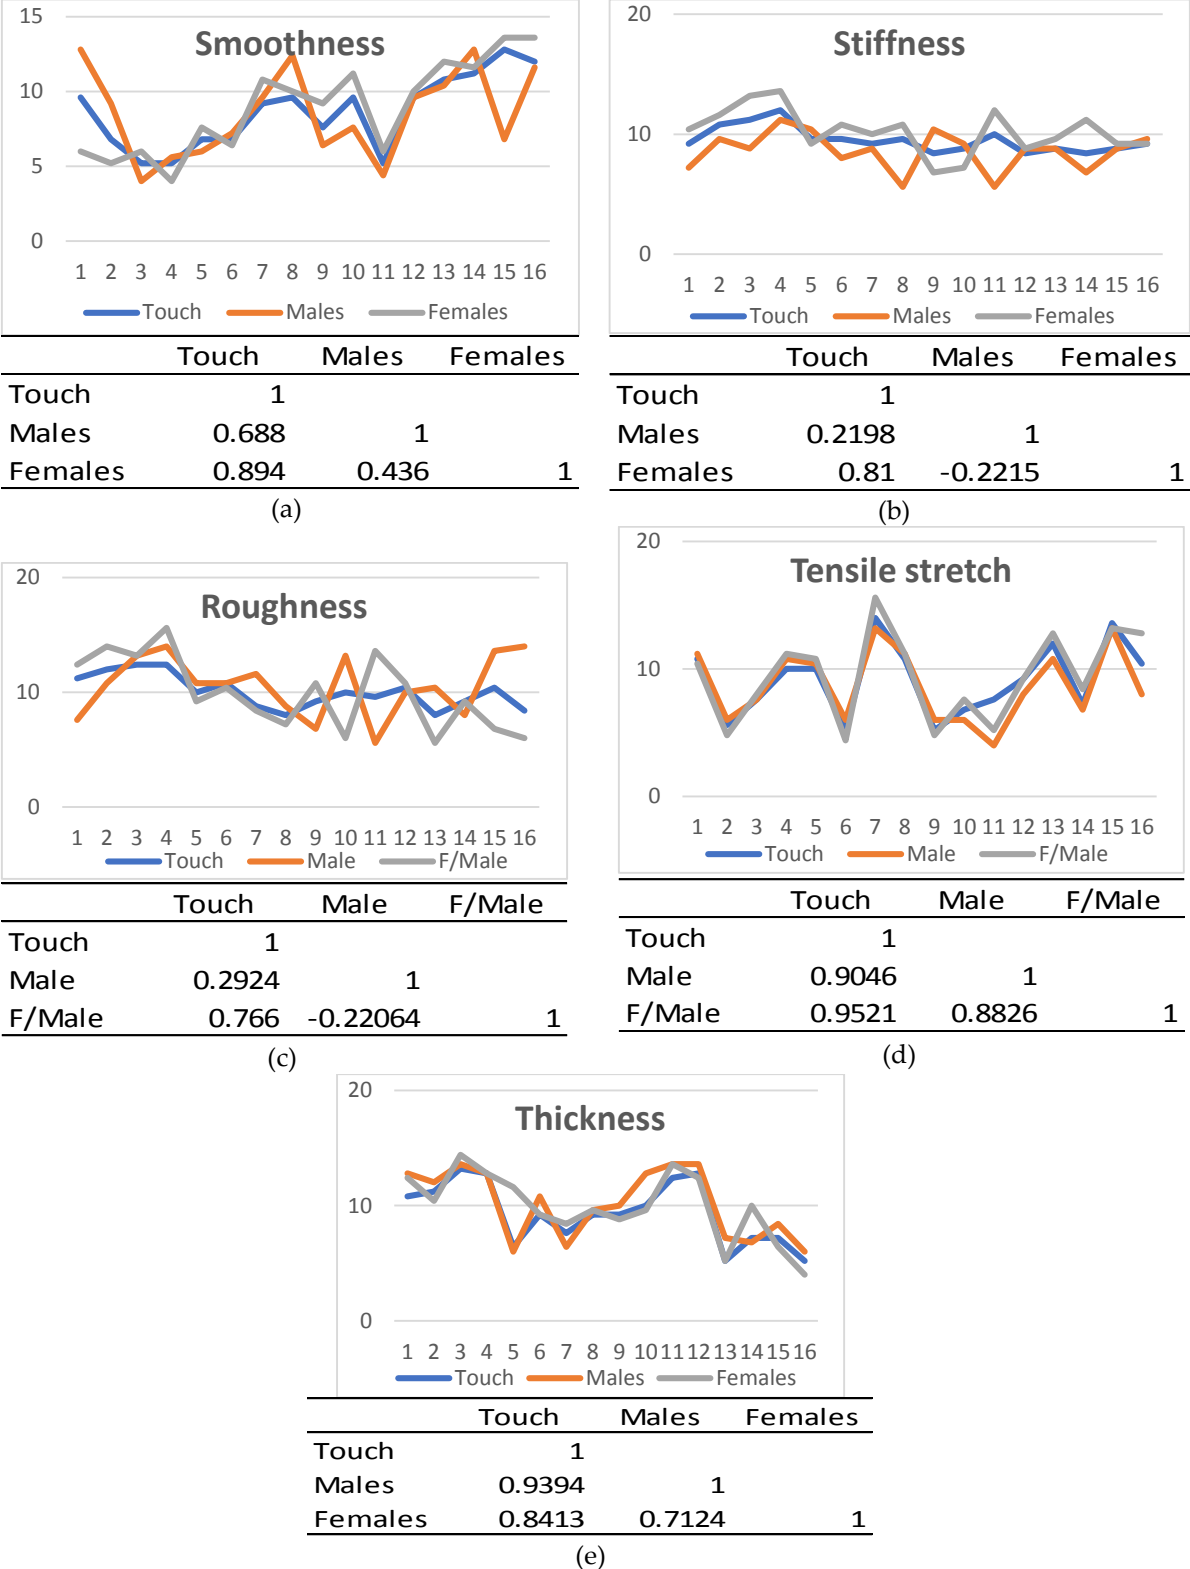 Smoothness
15
10
5
0
1 2 3 4 5 6 7 8 9 10 11 12 13 14 15 16
Touch Males Females
Touch Males Females
Touch 1
Males 0.688 1
Females 0.894 0.436 1
(a)
Stiffness
20
10
0
1 2 3 4 5 6 7 8 9 10 11 12 13 14 15 16
Touch Males Females
Touch Males Females
Touch 1
Males 0.2198 1
Females 0.81 -0.2215 1
(b)
Roughness
20
10
0
1 2 3 4 5 6 7 8 9 10 11 12 13 14 15 16
Touch Male F/Male
Touch Male F/Male
Touch 1
Male 0.2924 1
F/Male 0.766 -0.22064 1
(c)
Tensile stretch
20
10
0
1 2 3 4 5 6 7 8 9 10 11 12 13 14 15 16
Touch Male F/Male
Touch Male F/Male
Touch 1
Male 0.9046 1
F/Male 0.9521 0.8826 1
(d)
Thickness
20
10
0
1 2 3 4 5 6 7 8 9 10 11 12 13 14 15 16
Touch Males Females
Touch Males Females
Touch 1
Males 0.9394 1
Females 0.8413 0.7124 1
(e)